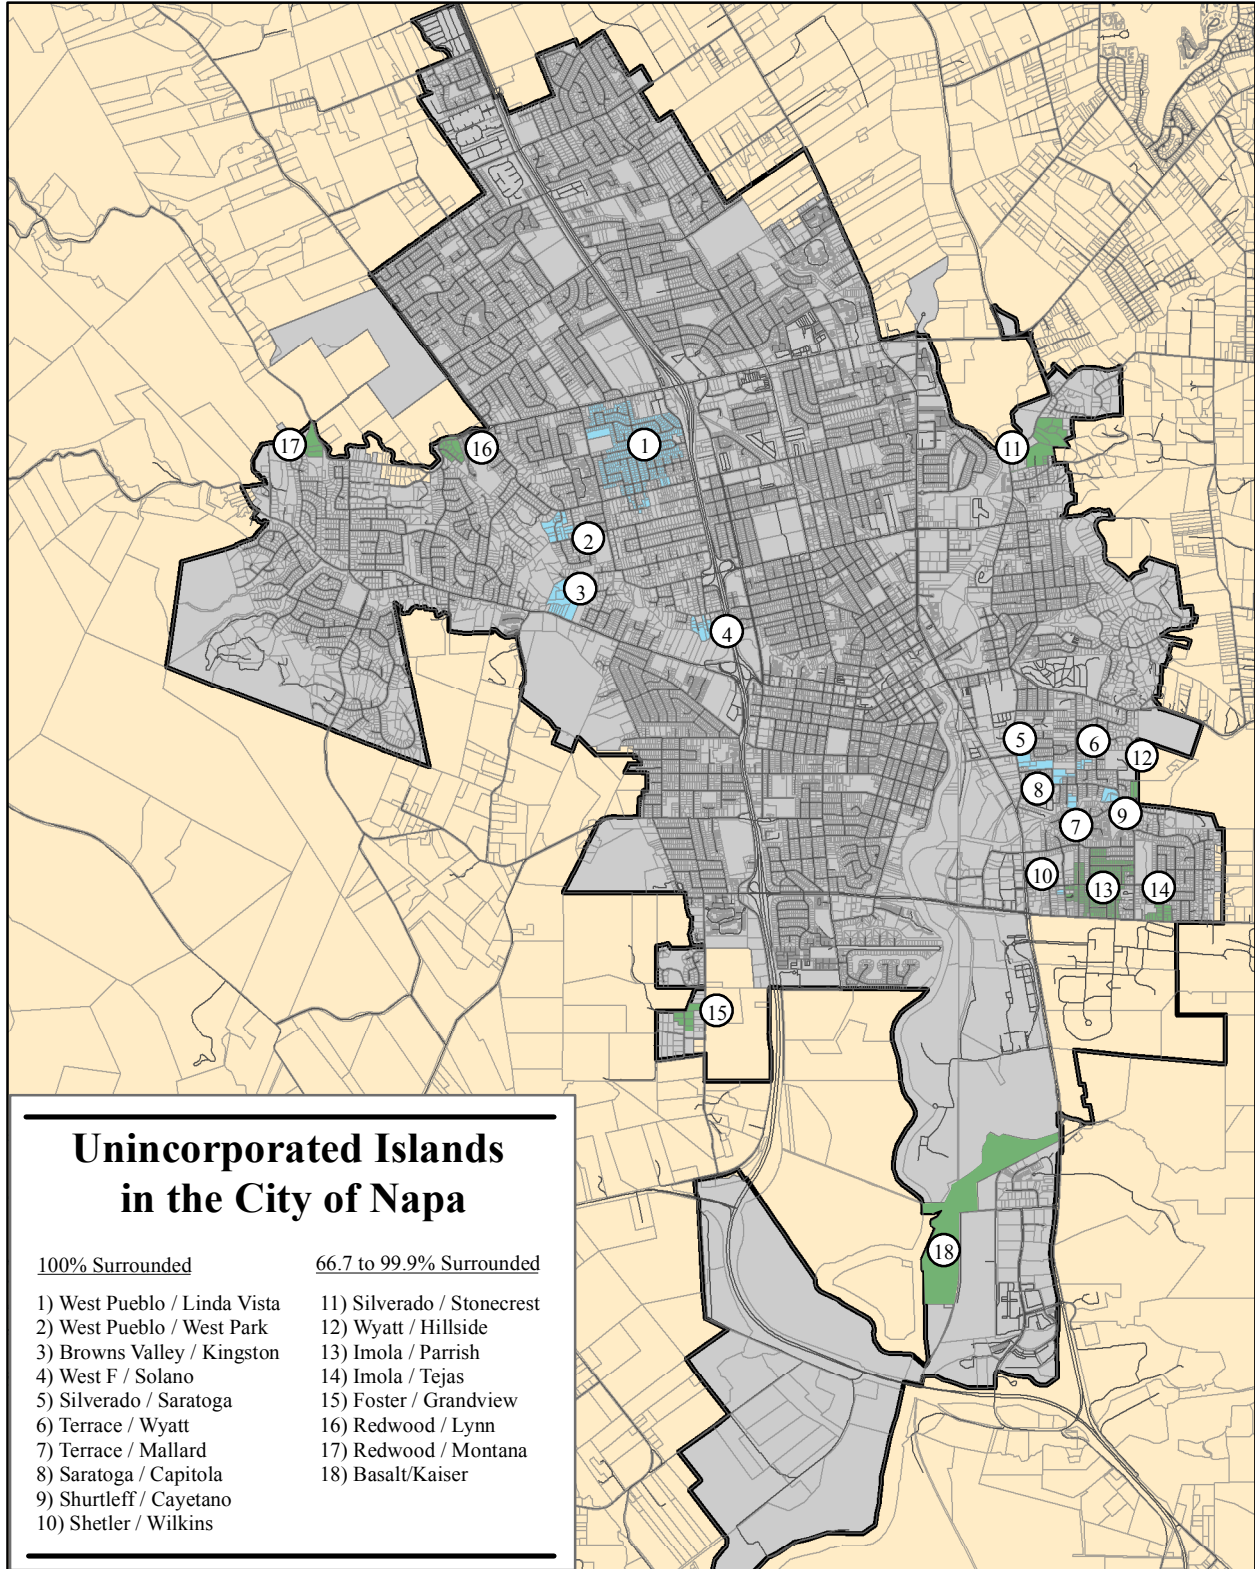 1
17
16
11
2
3
4
5
6
12
8
9
7
10
13
14
15
18
Unincorporated Islands
in the City of Napa
100% Surrounded
1) West Pueblo / Linda Vista
2) West Pueblo / West Park
3) Browns Valley / Kingston
4) West F / Solano
5) Silverado / Saratoga
6) Terrace / Wyatt
7) Terrace / Mallard
8) Saratoga / Capitola
9) Shurtleff / Cayetano
10) Shetler / Wilkins
66.7 to 99.9% Surrounded
11) Silverado / Stonecrest
12) Wyatt / Hillside
13) Imola / Parrish
14) Imola / Tejas
15) Foster / Grandview
16) Redwood / Lynn
17) Redwood / Montana
18) Basalt/Kaiser